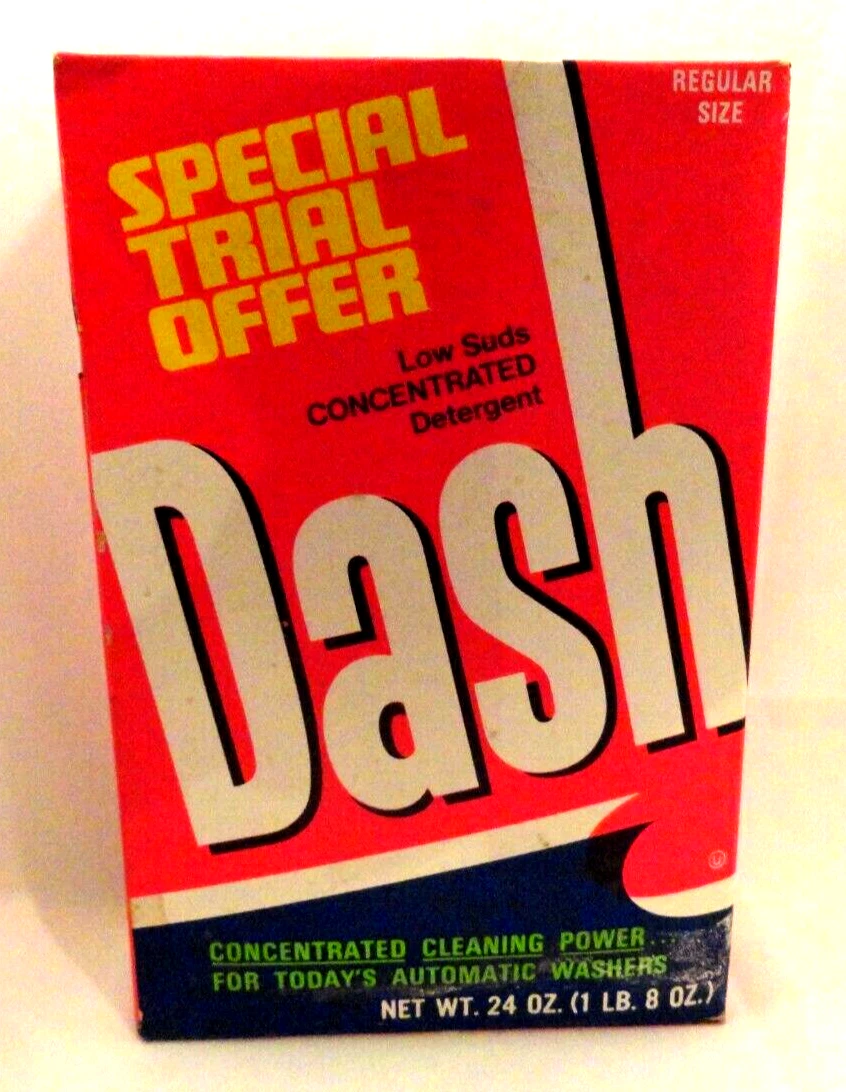 REGULAR
SIZE
SPECIAL
TRIAL
OFFER
Low Suds
CONCENTRATED
Detergent
Dash
U
CONCENTRATED CLEANING POWER...
FOR TODAY'S AUTOMATIC WASHERS
NET WT. 24 OZ. (1 LB. 8 OZ.)